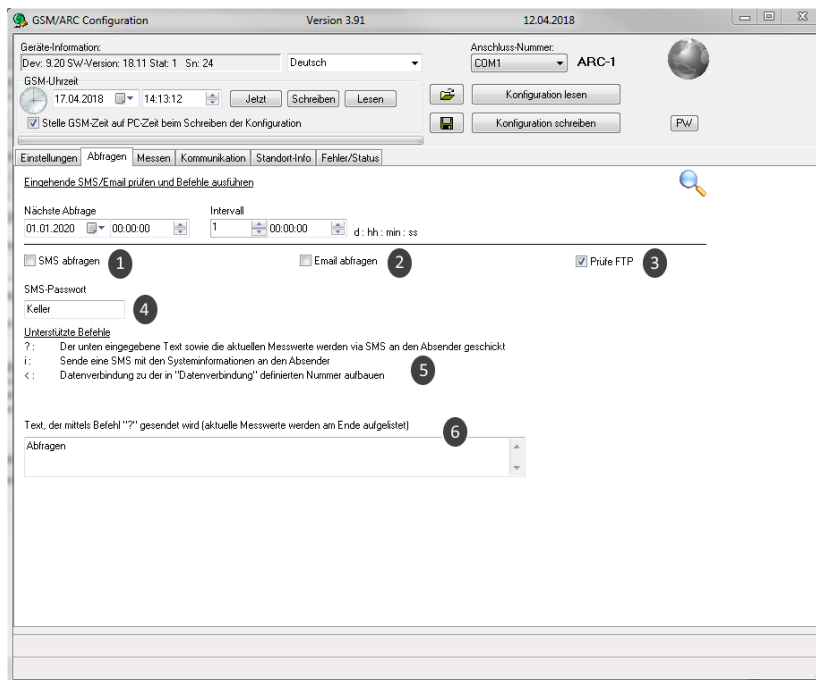 GSM/ARC Configuration Version 3.91 12.04.2018
Geräte-Information: Anschluss-Nummer:
Dev: 9.20 SW-Version: 18.11 Stat: 1 Sn: 24 Deutsch COM1 ARC-1
GSM-Uhrzeit
17.04.2018 14:13:12 Jetzt Schreiben Lesen Konfiguration lesen
Stelle GSM-Zeit auf PC-Zeit beim Schreiben der Konfiguration Konfiguration schreiben PW
Einstellungen Abfragen Messen Kommunikation Standort-Info Fehler/Status
Eingehende SMS/Email prüfen und Befehle ausführen
Nächste Abfrage Intervall
01.01.2020 00:00:00 1 00:00:00 d : hh : min : ss
SMS abfragen 1 Email abfragen 2 Prüfe FTP 3
SMS-Passwort
Keller 4
Unterstützte Befehle
? : Der unten eingegebene Text sowie die aktuellen Messwerte werden via SMS an den Absender geschickt
i : Sende eine SMS mit den Systeminformationen an den Absender
< : Datenverbindung zu der in "Datenverbindung" definierten Nummer aufbauen 5
Text, der mittels Befehl "?" gesendet wird (aktuelle Messwerte werden am Ende aufgelistet) 6
Abfragen